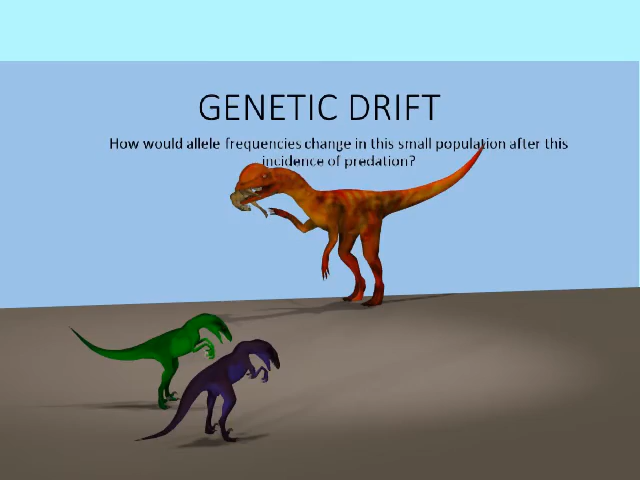 GENETIC DRIFT
How would allele frequencies change in this small population after this
incidence of predation?